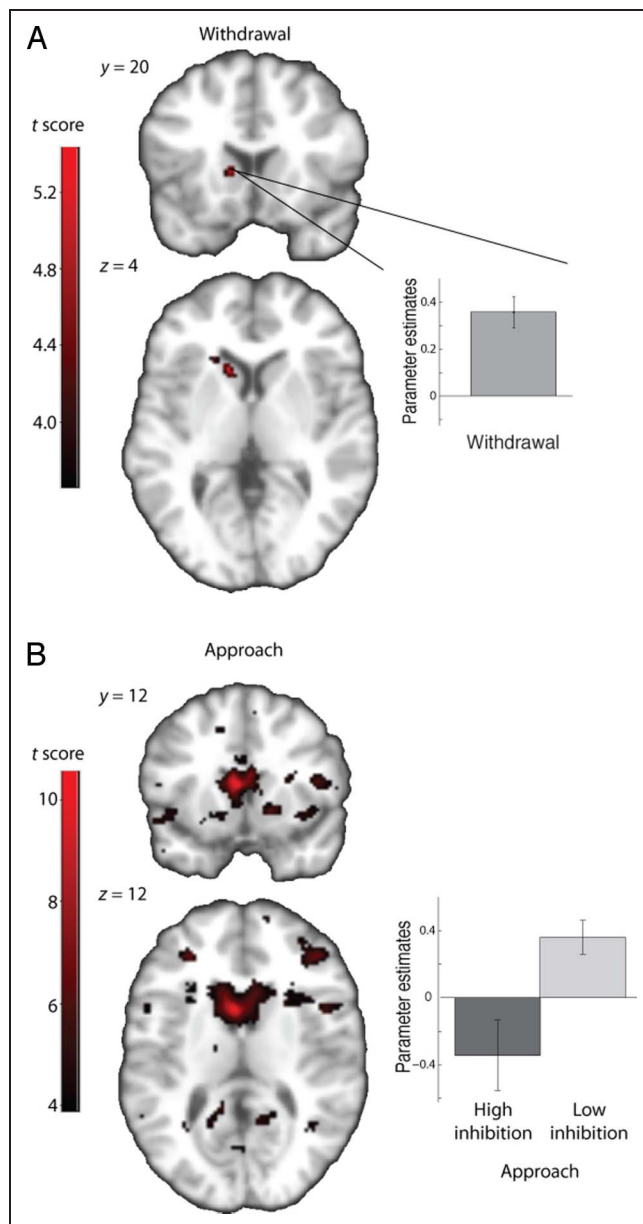 A
Withdrawal
y = 20
t score
5.2
4.8
4.4
4.0
z = 4
0.4
0.2
0
Parameter estimates
Withdrawal
B
Approach
y = 12
t score
10
8
6
4
z = 12
0.4
0
−0.4
Parameter estimates
High
inhibition
Low
inhibition
Approach